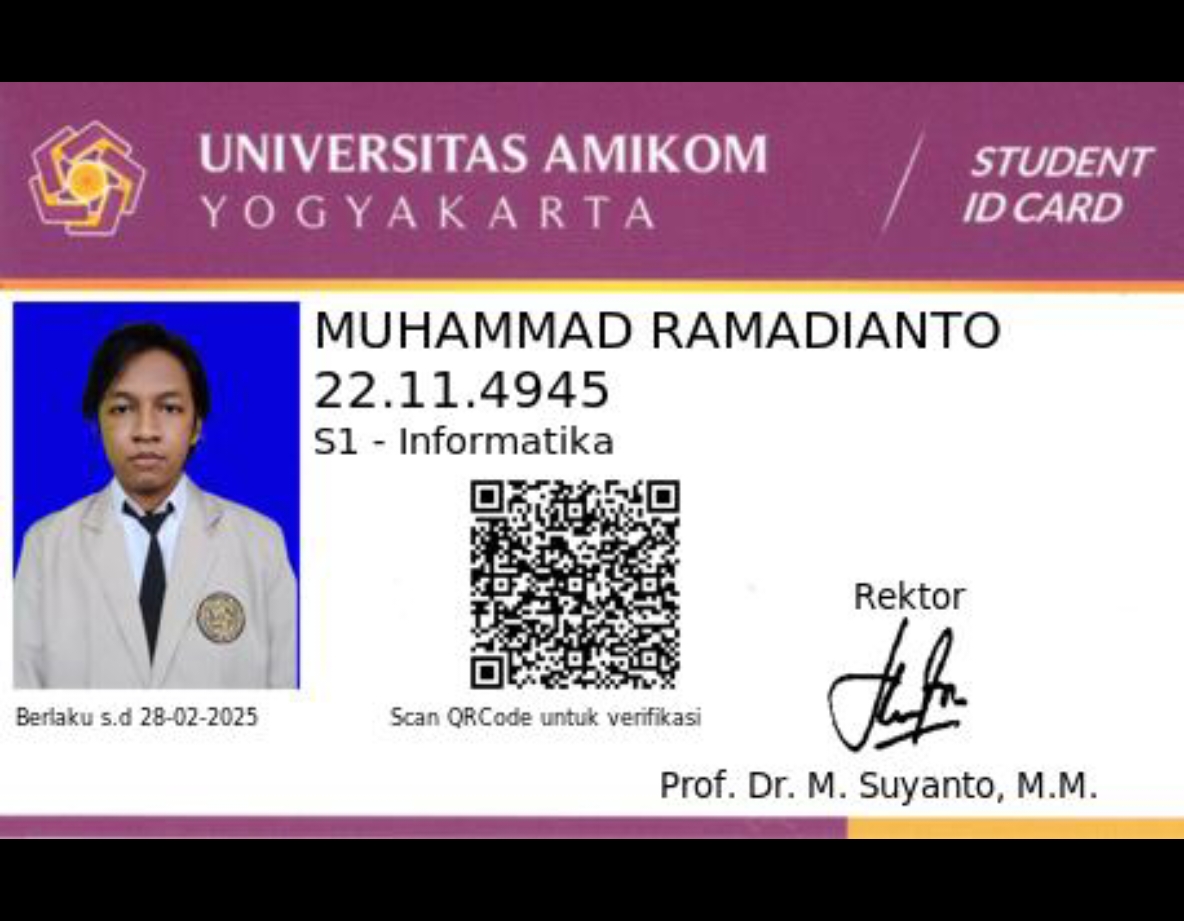 UNIVERSITAS AMIKOM
YOGYAKARTA
STUDENT
ID CARD
MUHAMMAD RAMADIANTO
22.11.4945
S1 - Informatika
Rektor
Berlaku s.d 28-02-2025
Scan QRCode untuk verifikasi
Prof. Dr. M. Suyanto, M.M.